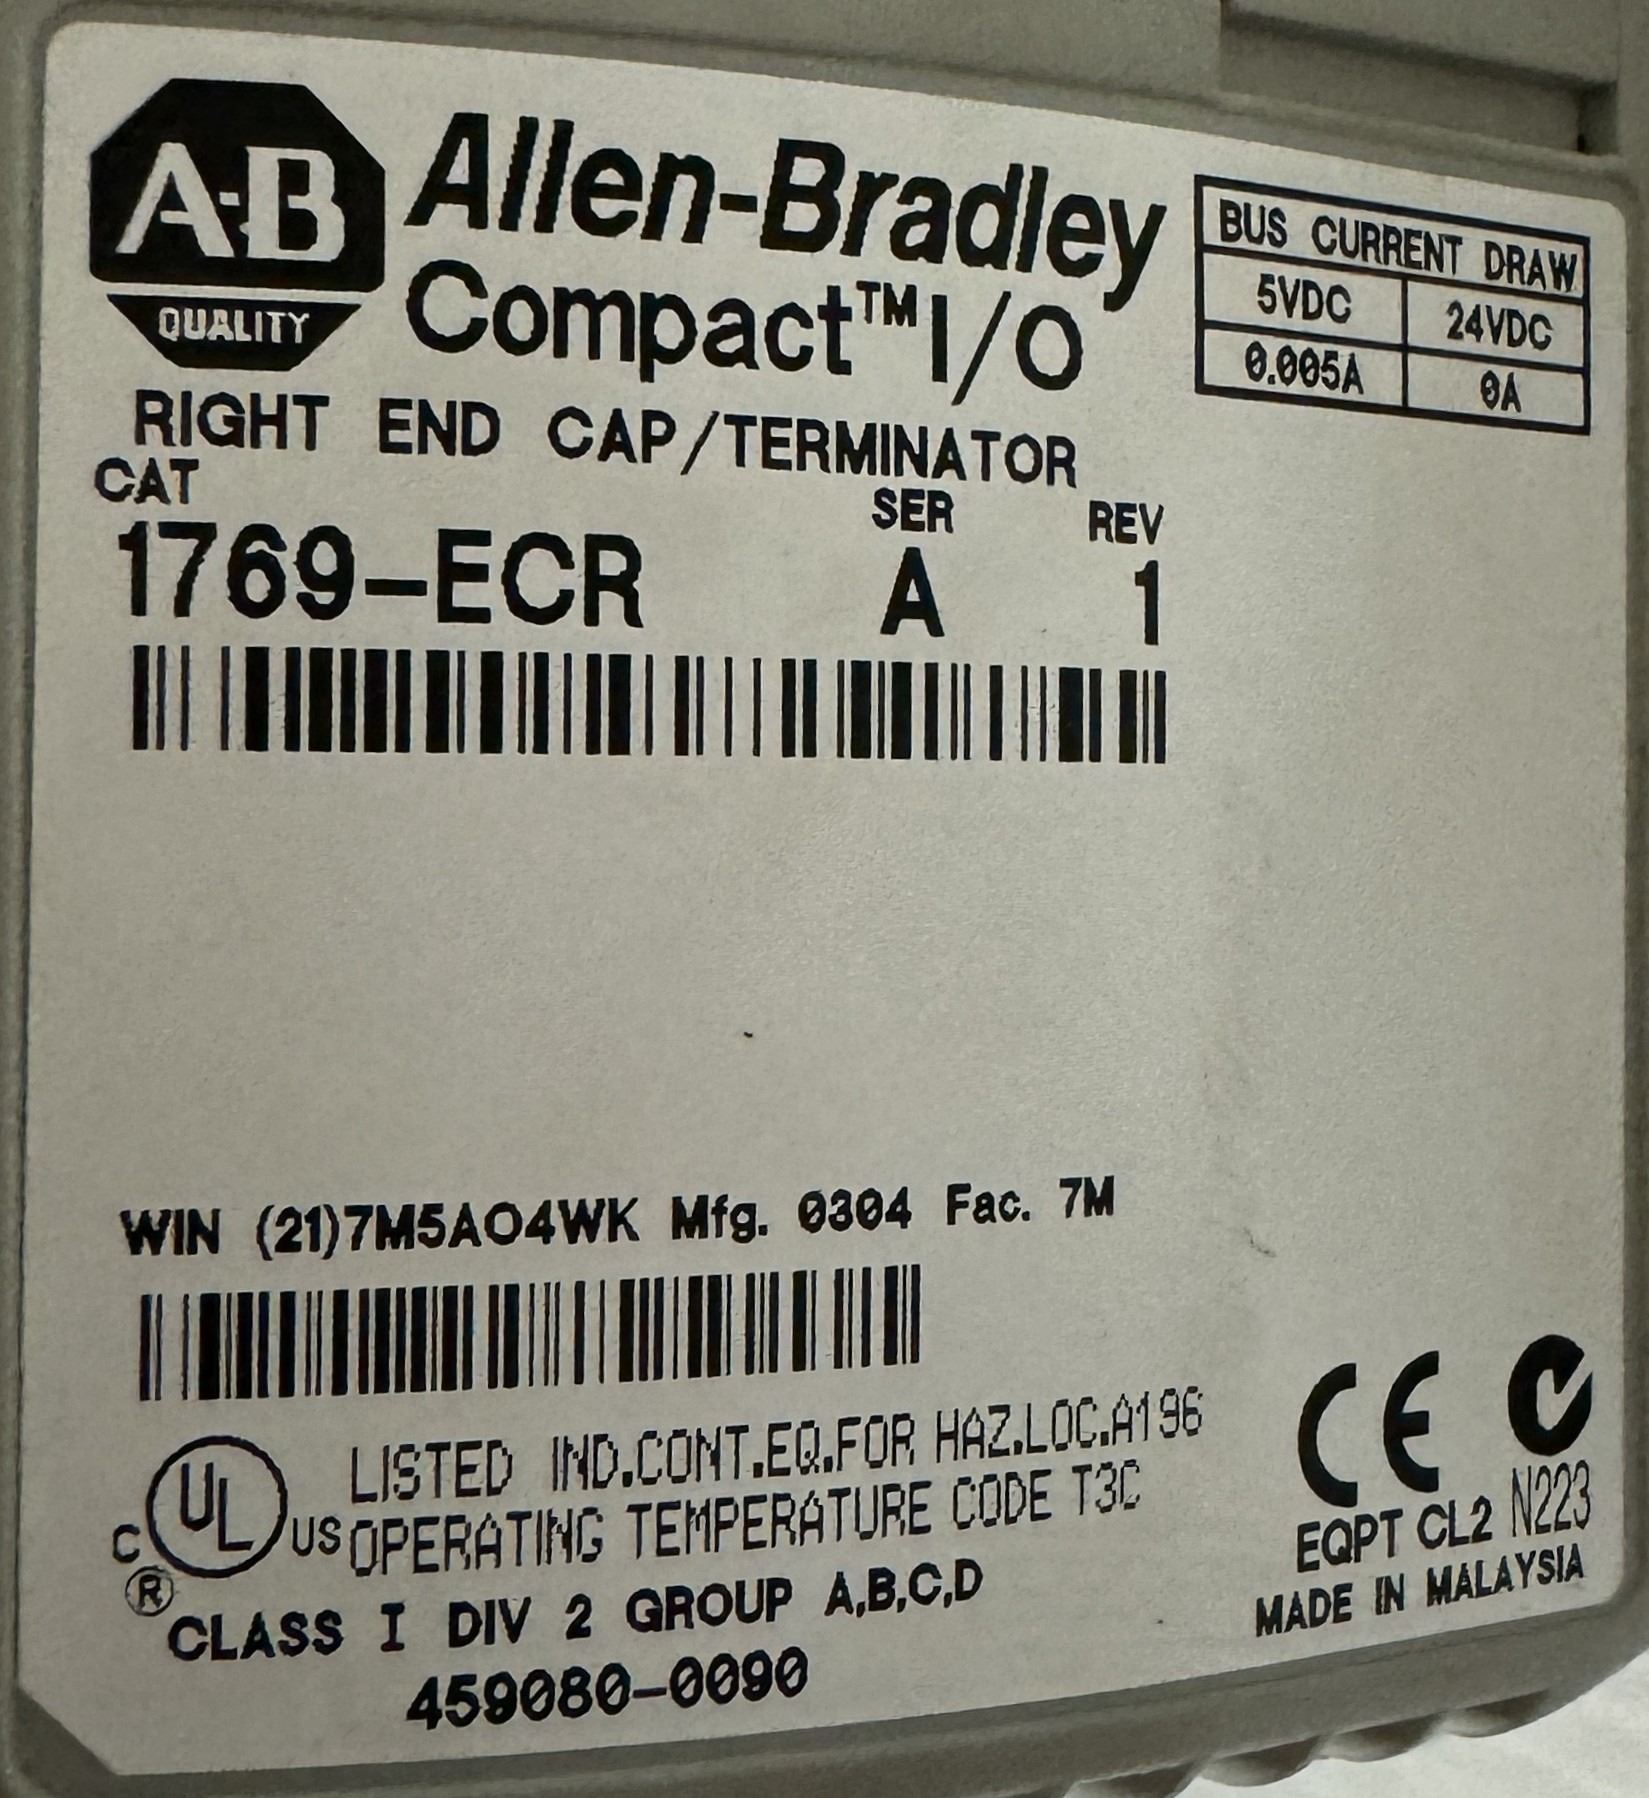 A-B
QUALITY
Allen-Bradley
Compact™ I/O
BUS CURRENT DRAW
5VDC 24VDC
0.005A 0A
RIGHT END CAP/TERMINATOR
CAT SER REV
1769-ECR A 1
WIN (21)7M5AO4WK Mfg. 0304 Fac. 7M
C UL US ®
LISTED IND.CONT.EQ.FOR HAZ.LOC.A196
OPERATING TEMPERATURE CODE T3C
CLASS I DIV 2 GROUP A,B,C,D
459080-0090
CE
EQPT CL2 N223
MADE IN MALAYSIA